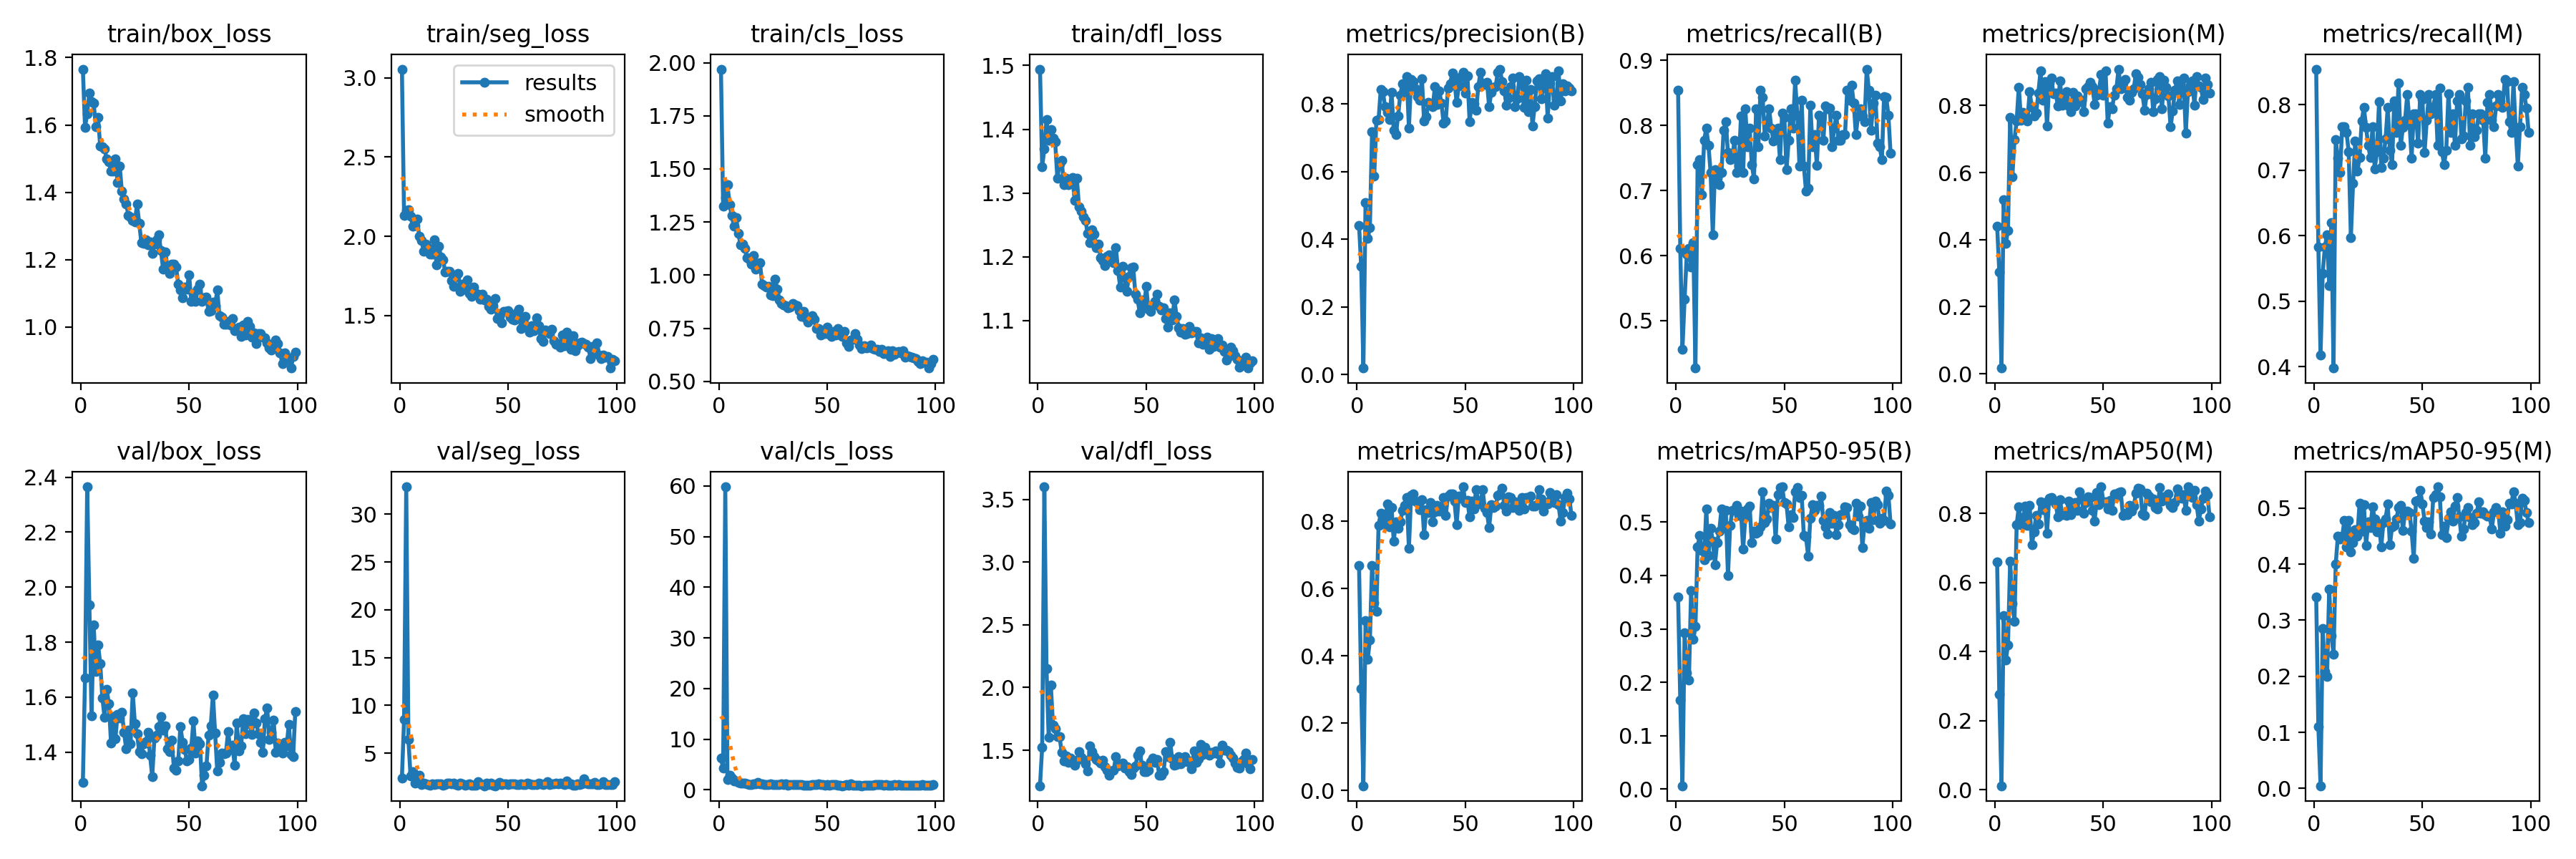 train/box_loss train/seg_loss train/cls_loss train/dfl_loss metrics/precision(B) metrics/recall(B) metrics/precision(M) metrics/recall(M)
1.8 1.6 1.4 1.2 1.0
0 50 100
3.0 2.5 2.0 1.5
results
smooth
0 50 100
2.00 1.75 1.50 1.25 1.00 0.75 0.50
0 50 100
1.5 1.4 1.3 1.2 1.1
0 50 100
0.8 0.6 0.4 0.2 0.0
0 50 100
0.9 0.8 0.7 0.6 0.5
0 50 100
0.8 0.6 0.4 0.2 0.0
0 50 100
0.8 0.7 0.6 0.5 0.4
0 50 100
val/box_loss val/seg_loss val/cls_loss val/dfl_loss metrics/mAP50(B) metrics/mAP50-95(B) metrics/mAP50(M) metrics/mAP50-95(M)
2.4 2.2 2.0 1.8 1.6 1.4
0 50 100
30 25 20 15 10 5
0 50 100
60 50 40 30 20 10 0
0 50 100
3.5 3.0 2.5 2.0 1.5
0 50 100
0.8 0.6 0.4 0.2 0.0
0 50 100
0.5 0.4 0.3 0.2 0.1 0.0
0 50 100
0.8 0.6 0.4 0.2 0.0
0 50 100
0.5 0.4 0.3 0.2 0.1 0.0
0 50 100